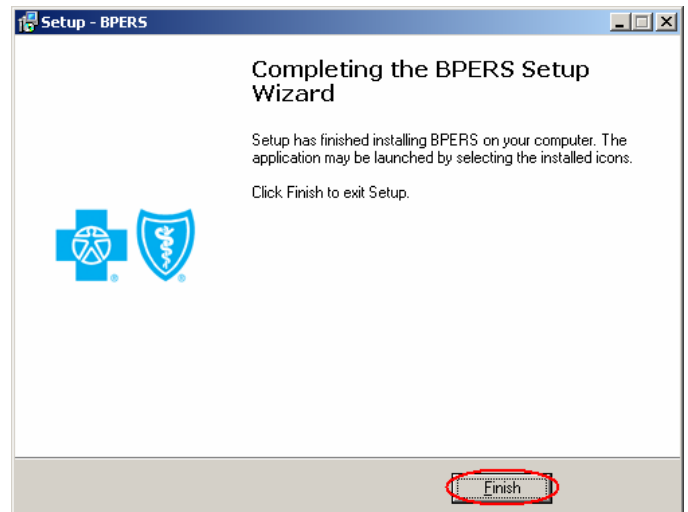 Setup - BPERS
Completing the BPERS Setup
Wizard
Setup has finished installing BPERS on your computer. The
application may be launched by selecting the installed icons.
Click Finish to exit Setup.
® ®
Finish